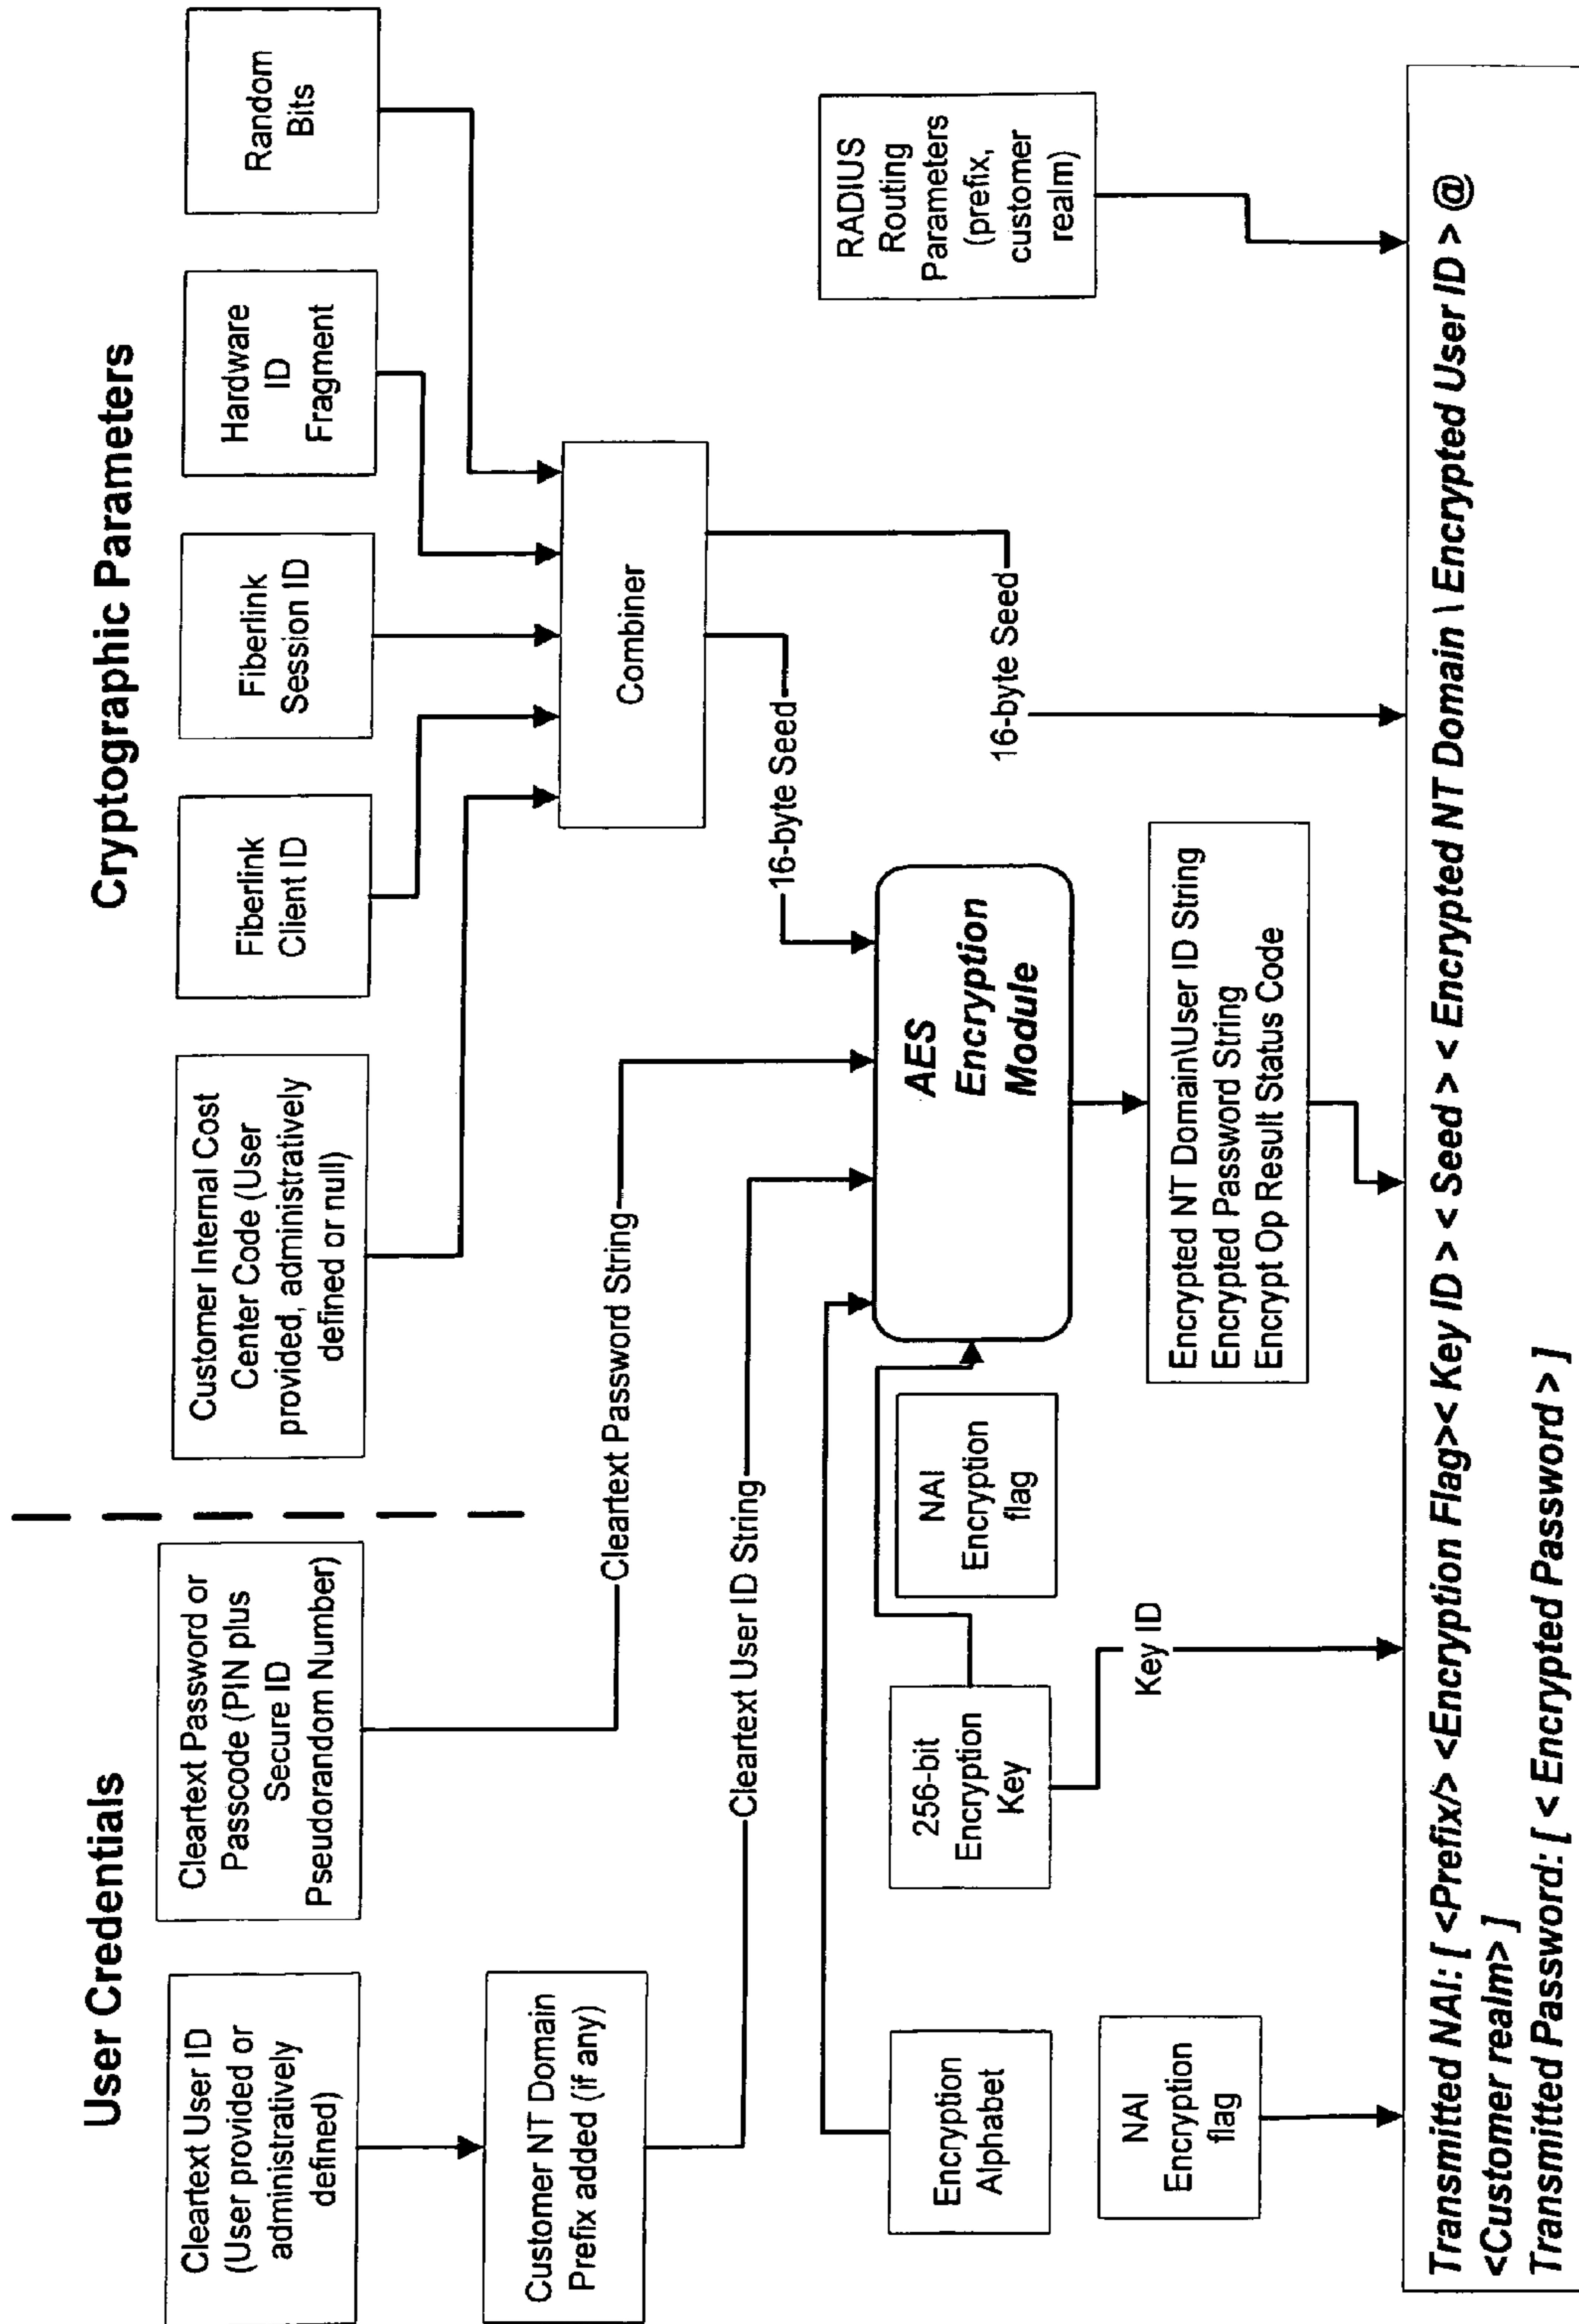 User Credentials
Cryptographic Parameters
Cleartext User ID
(User provided or
administratively
defined)
Cleartext Password or
Passcode (PIN plus
Secure ID
Pseudorandom Number)
Customer Internal Cost
Center Code (User
provided, administratively
defined or null)
Fiberlink
Client ID
Fiberlink
Session ID
Hardware
ID
Fragment
Random
Bits
Customer NT Domain
Prefix added (if any)
Combiner
Cleartext Password String
Cleartext User ID String
16-byte Seed
16-byte Seed
Encryption
Alphabet
256-bit
Encryption
Key
NAI
Encryption
flag
AES
Encryption
Module
RADIUS
Routing
Parameters
(prefix,
customer
realm)
NAI
Encryption
flag
Key ID
Encrypted NT Domain\User ID String
Encrypted Password String
Encrypt Op Result Status Code
Transmitted NAI: [ <Prefix/> <Encryption Flag>< Key ID > < Seed > < Encrypted NT Domain \ Encrypted User ID > @
<Customer realm> ]
Transmitted Password: [ < Encrypted Password > ]